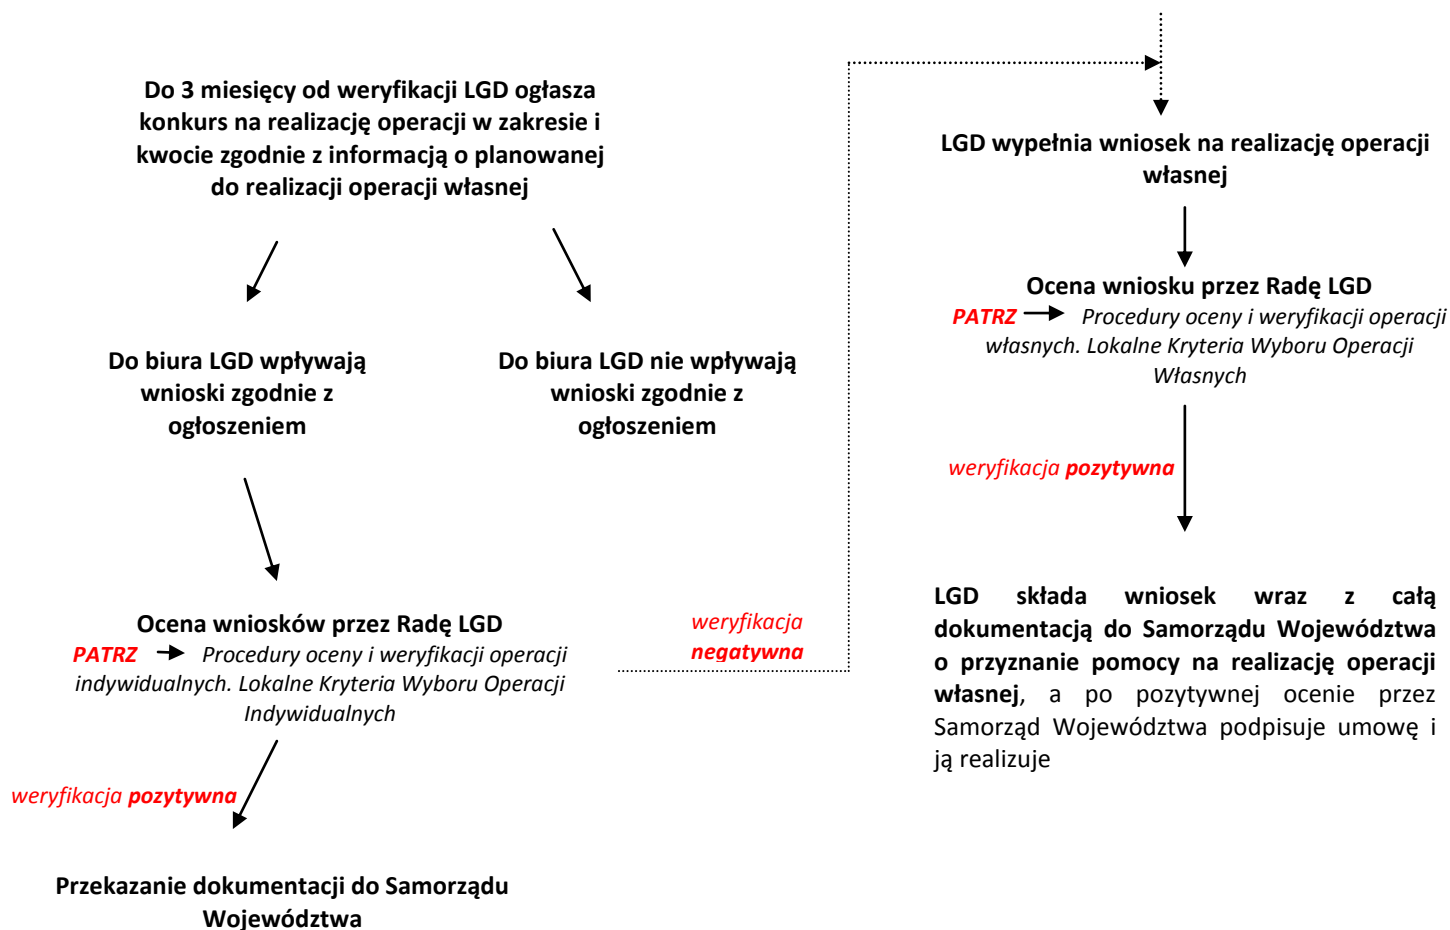 Do 3 miesięcy od weryfikacji LGD ogłasza
konkurs na realizację operacji w zakresie i
kwocie zgodnie z informacją o planowanej
do realizacji operacji własnej
Do biura LGD wpływają
wnioski zgodnie z
ogłoszeniem
Do biura LGD nie wpływają
wnioski zgodnie z
ogłoszeniem
Ocena wniosków przez Radę LGD
PATRZ Procedury oceny i weryfikacji operacji
indywidualnych. Lokalne Kryteria Wyboru Operacji
Indywidualnych
weryfikacja
negatywna
weryfikacja pozytywna
Przekazanie dokumentacji do Samorządu
Województwa
LGD wypełnia wniosek na realizację operacji
własnej
Ocena wniosku przez Radę LGD
PATRZ Procedury oceny i weryfikacji operacji
własnych. Lokalne Kryteria Wyboru Operacji
Własnych
weryfikacja pozytywna
LGD składa wniosek wraz z całą
dokumentacją do Samorządu Województwa
o przyznanie pomocy na realizację operacji
własnej, a po pozytywnej ocenie przez
Samorząd Województwa podpisuje umowę i
ją realizuje